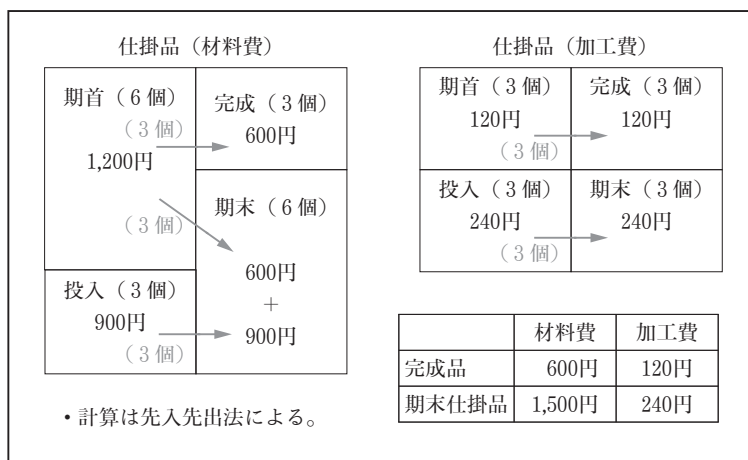 仕掛品（材料費）
期首（6個）
（3個）
1,200円
（3個）
完成（3個）
600円
期末（6個）
600円
+
900円
投入（3個）
900円
（3個）
・計算は先入先出法による。
仕掛品（加工費）
期首（3個）
120円
（3個）
完成（3個）
120円
投入（3個）
240円
（3個）
期末（3個）
240円
材料費 加工費
完成品 600円 120円
期末仕掛品 1,500円 240円